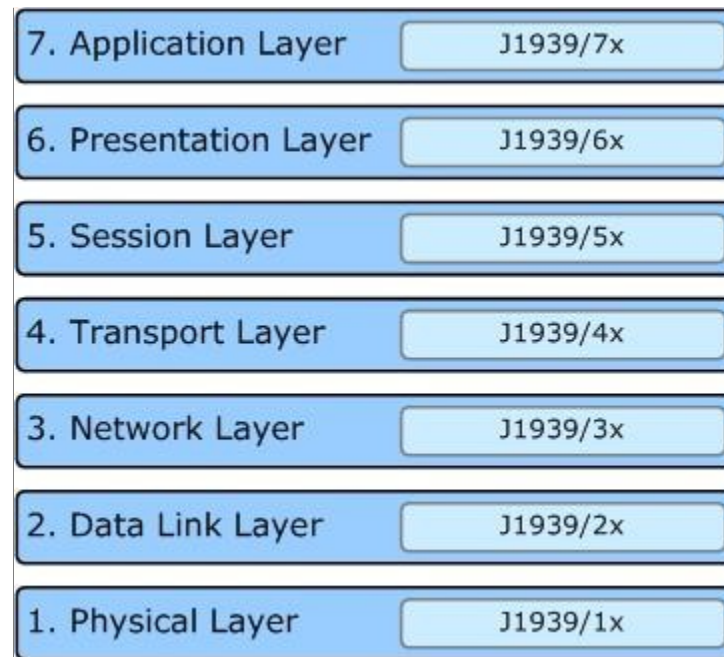 7. Application Layer J1939/7x
6. Presentation Layer J1939/6x
5. Session Layer J1939/5x
4. Transport Layer J1939/4x
3. Network Layer J1939/3x
2. Data Link Layer J1939/2x
1. Physical Layer J1939/1x